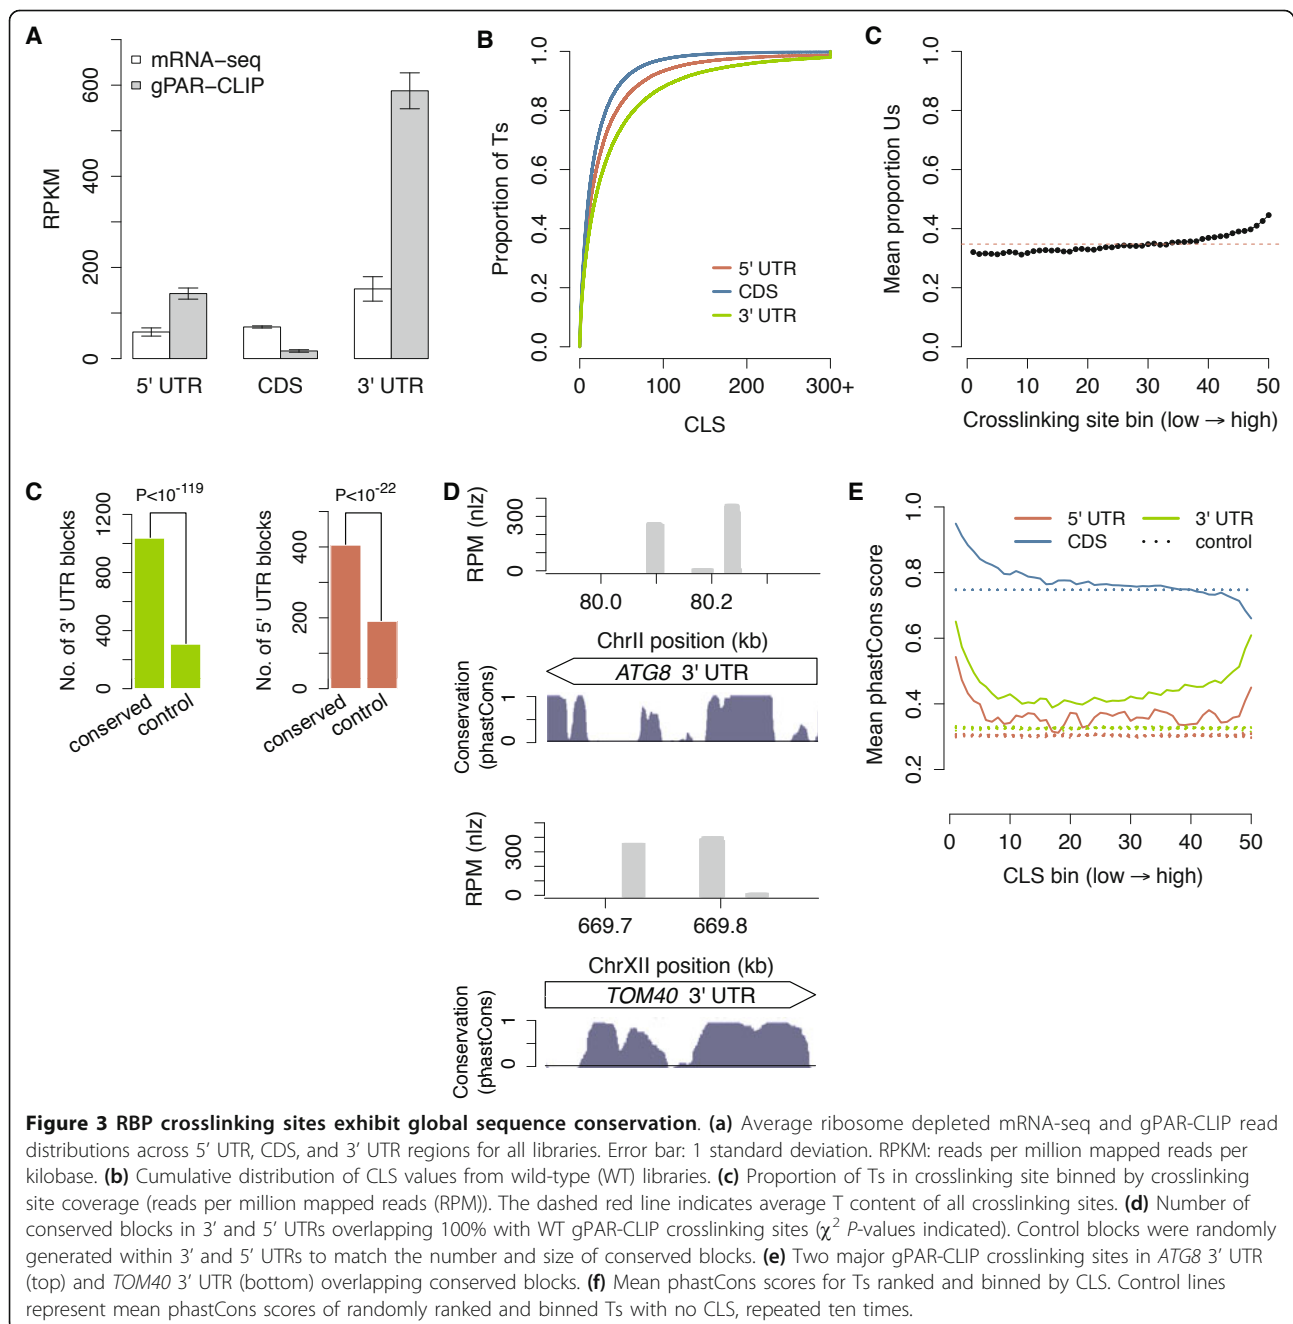 A
mRNA-seq
gPAR-CLIP
RPKM
0
200
400
600
5' UTR
CDS
3' UTR
B
Proportion of Ts
0.0
0.2
0.4
0.6
0.8
1.0
5' UTR
CDS
3' UTR
0
100
200
300+
CLS
C
Mean proportion Us
0.0
0.2
0.4
0.6
0.8
1.0
0
10
20
30
40
50
Crosslinking site bin (low → high)
C
P<10^-119
No. of 3' UTR blocks
0
400
800
1200
conserved
control
P<10^-22
No. of 5' UTR blocks
0
200
400
conserved
control
D
RPM (nlz)
0
300
80.0
80.2
ChrII position (kb)
ATG8 3' UTR
Conservation
(phastCons)
0
1
RPM (nlz)
0
300
669.7
669.8
ChrXII position (kb)
TOM40 3' UTR
Conservation
(phastCons)
0
1
E
5' UTR
3' UTR
CDS
control
Mean phastCons score
0.2
0.4
0.6
0.8
1.0
0
10
20
30
40
50
CLS bin (low → high)
Figure 3 RBP crosslinking sites exhibit global sequence conservation. (a) Average ribosome depleted mRNA-seq and gPAR-CLIP read
distributions across 5' UTR, CDS, and 3' UTR regions for all libraries. Error bar: 1 standard deviation. RPKM: reads per million mapped reads per
kilobase. (b) Cumulative distribution of CLS values from wild-type (WT) libraries. (c) Proportion of Ts in crosslinking site binned by crosslinking
site coverage (reads per million mapped reads (RPM)). The dashed red line indicates average T content of all crosslinking sites. (d) Number of
conserved blocks in 3' and 5' UTRs overlapping 100% with WT gPAR-CLIP crosslinking sites (χ² P-values indicated). Control blocks were randomly
generated within 3' and 5' UTRs to match the number and size of conserved blocks. (e) Two major gPAR-CLIP crosslinking sites in ATG8 3' UTR
(top) and TOM40 3' UTR (bottom) overlapping conserved blocks. (f) Mean phastCons scores for Ts ranked and binned by CLS. Control lines
represent mean phastCons scores of randomly ranked and binned Ts with no CLS, repeated ten times.